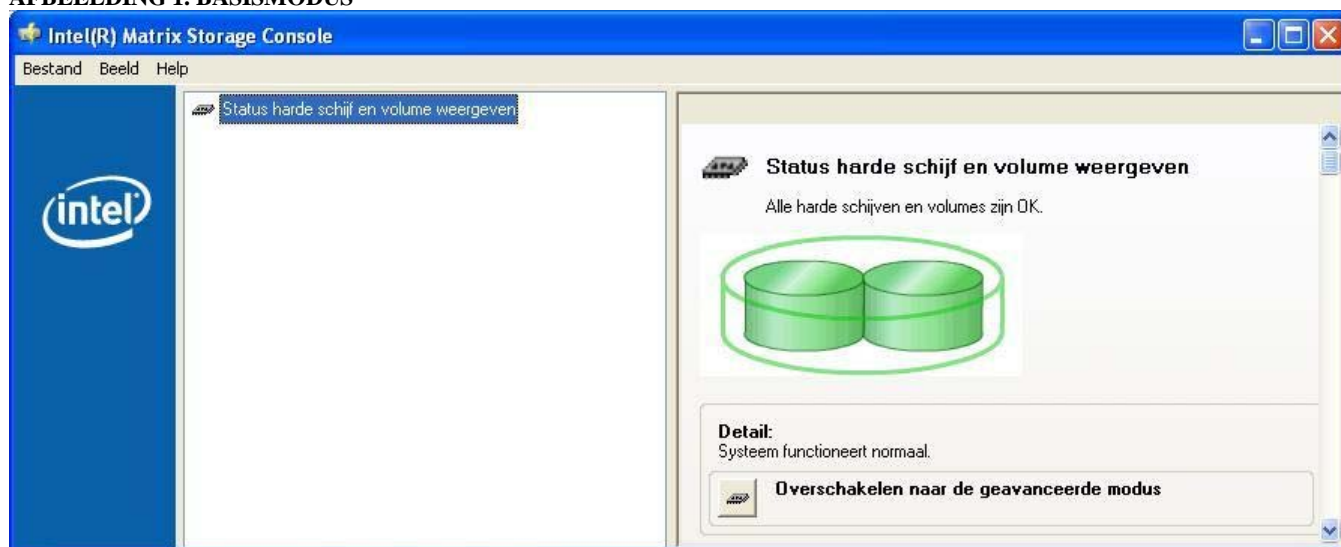 AFBEELDING 1. BASISMODUS
Intel(R) Matrix Storage Console
Bestand Beeld Help
Status harde schijf en volume weergeven
intel
Status harde schijf en volume weergeven
Alle harde schijven en volumes zijn OK.
Detail:
Systeem functioneert normaal.
Overschakelen naar de geavanceerde modus